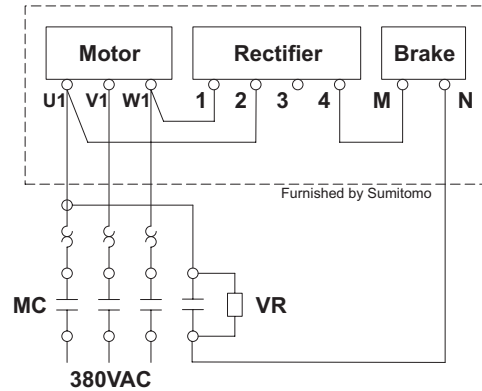 Motor Rectifier Brake
U1 V1 W1 1 2 3 4 M N
Furnished by Sumitomo
MC VR
380VAC